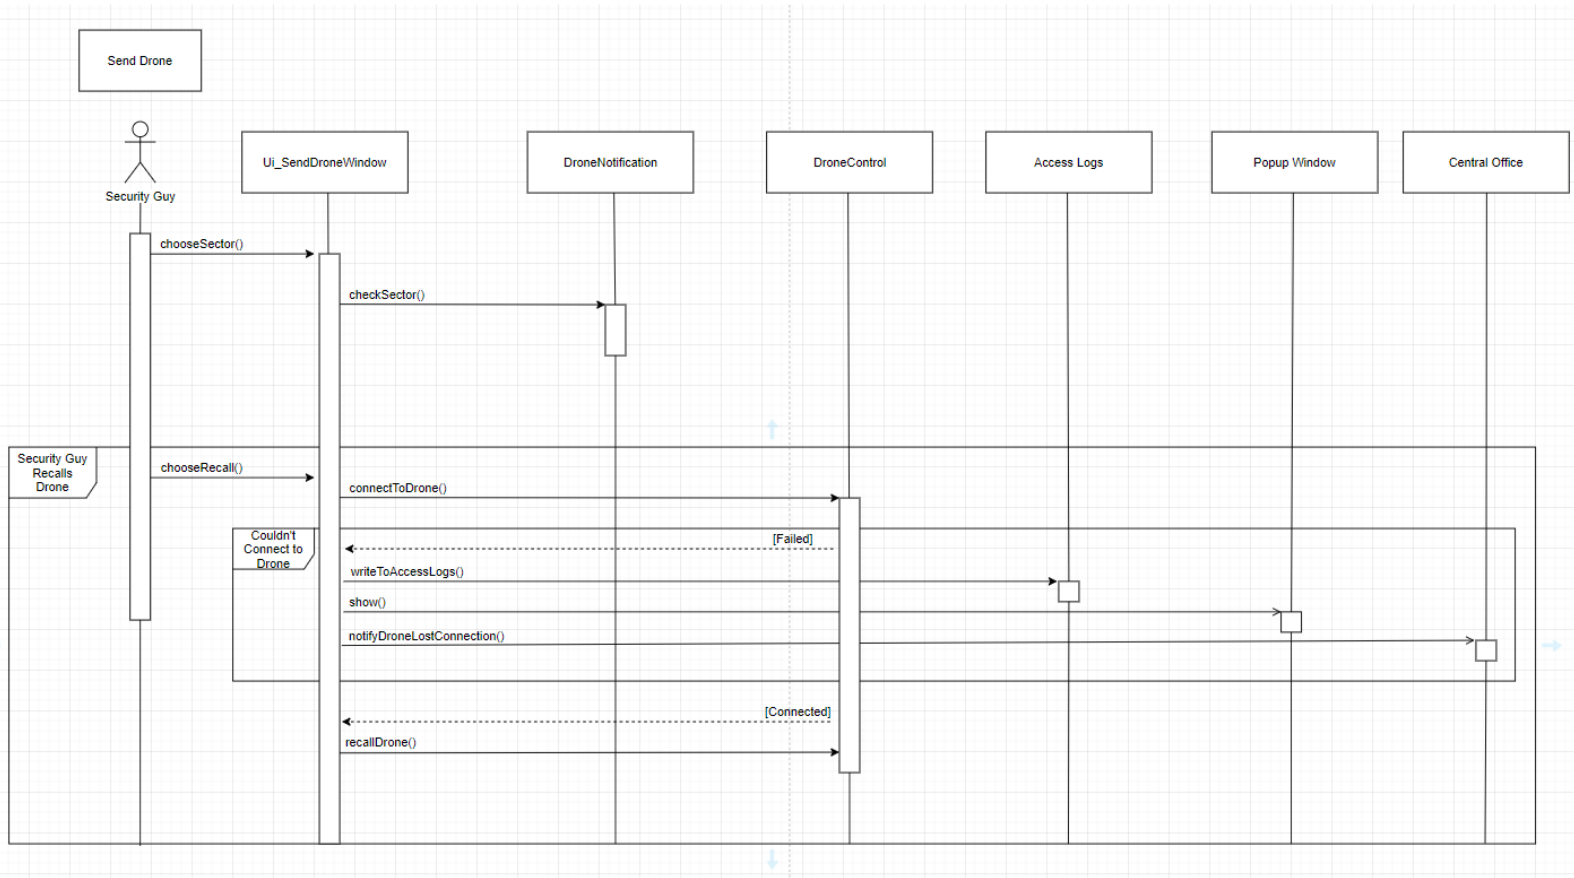 Send Drone
Security Guy
Ui_SendDroneWindow
DroneNotification
DroneControl
Access Logs
Popup Window
Central Office
chooseSector()
checkSector()
Security Guy
Recalls
Drone
chooseRecall()
connectToDrone()
Couldn't
Connect to
Drone
[Failed]
writeToAccessLogs()
show()
notifyDroneLostConnection()
[Connected]
recallDrone()